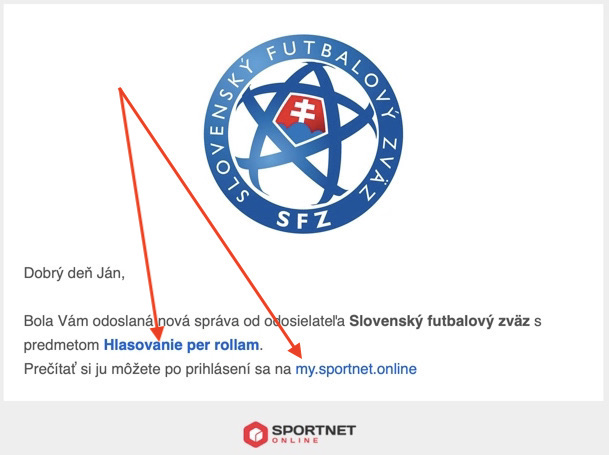 SLOVENSKÝ FUTBALOVÝ ZVÄZ
SFZ
Dobrý deň Ján,
Bola Vám odoslaná nová správa od odosielateľa Slovenský futbalový zväz s
predmetom Hlasovanie per rollam.
Prečítať si ju môžete po prihlásení sa na my.sportnet.online
SPORTNET
ONLINE